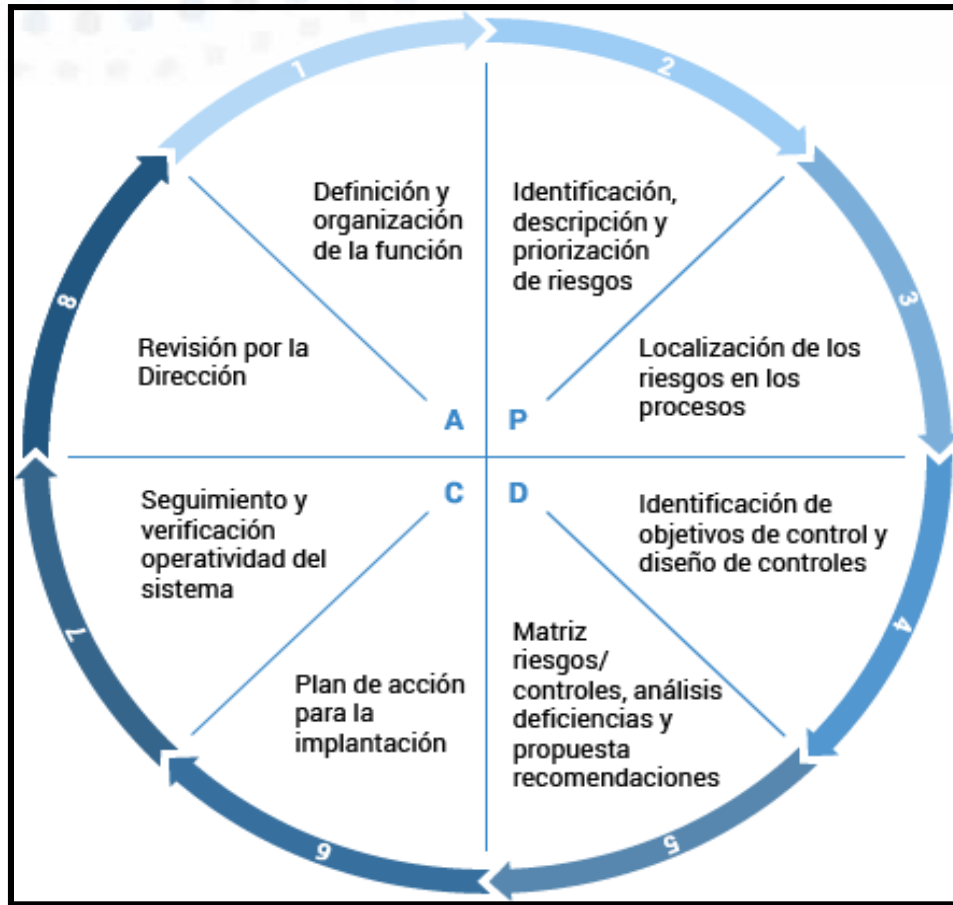 1
Definición y
organización
de la función
2
Identificación,
descripción y
priorización
de riesgos
3
Localización de los
riesgos en los
procesos
4
Identificación de
objetivos de control y
diseño de controles
5
Matriz
riesgos/
controles, análisis
deficiencias y
propuesta
recomendaciones
6
Plan de acción
para la
implantación
7
Seguimiento y
verificación
operatividad del
sistema
8
Revisión por la
Dirección
A
P
C
D